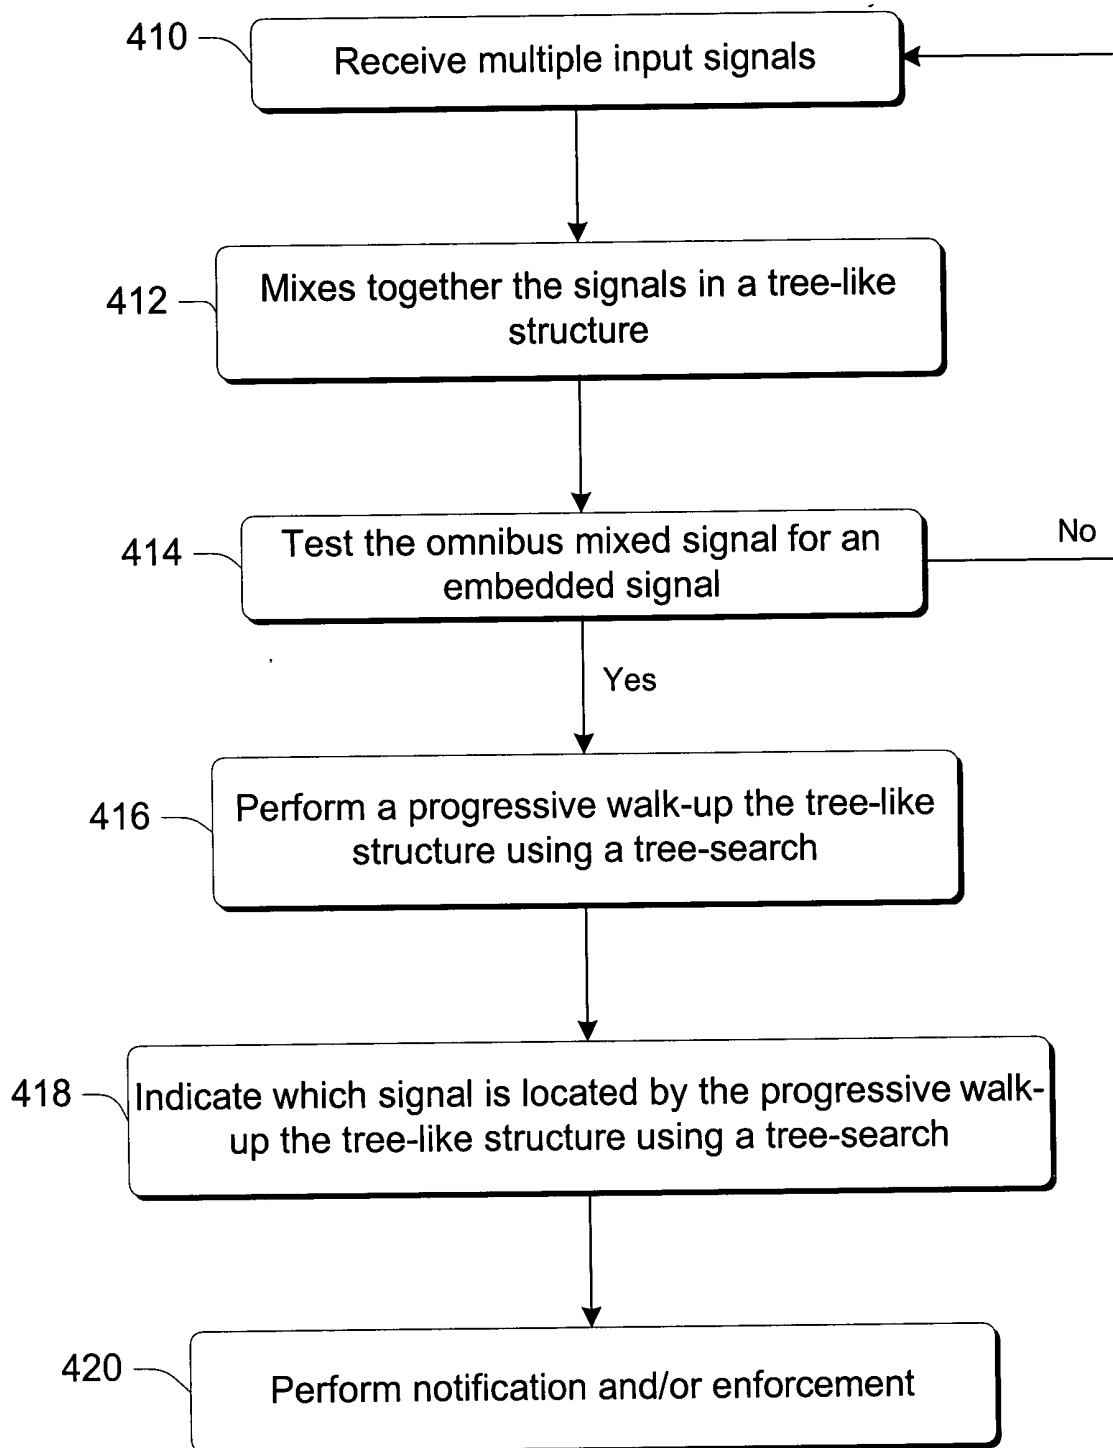 410
Receive multiple input signals
412
Mixes together the signals in a tree-like
structure
414
Test the omnibus mixed signal for an
embedded signal
No
Yes
416
Perform a progressive walk-up the tree-like
structure using a tree-search
418
Indicate which signal is located by the progressive walk-
up the tree-like structure using a tree-search
420
Perform notification and/or enforcement